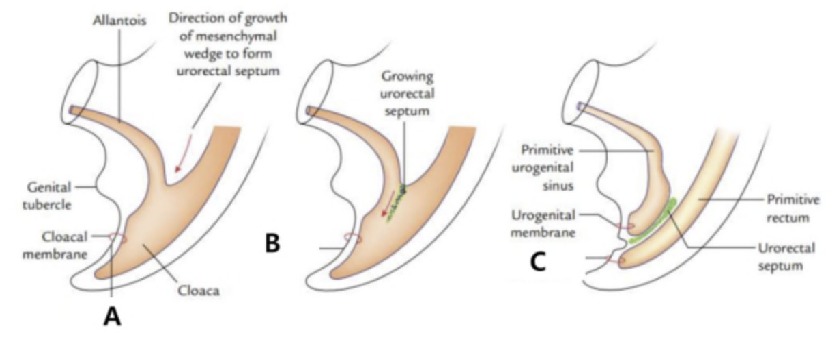 Allantois
Direction of growth
of mesenchymal
wedge to form
urorectal septum
Genital
tubercle
Cloacal
membrane
Cloaca
A
Growing
urorectal
septum
B
Primitive
urogenital
sinus
Urogenital
membrane
C
Primitive
rectum
Urorectal
septum